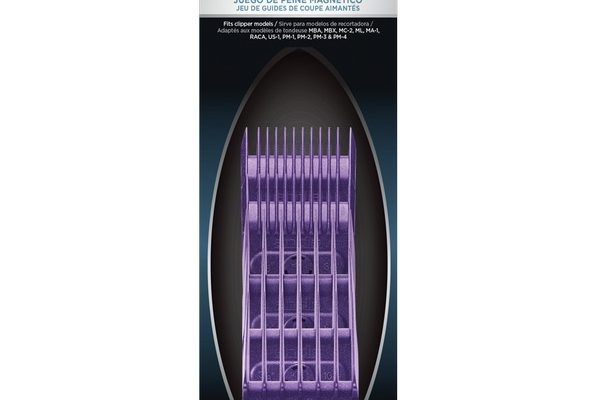 JUEGO DE PEINE MAGNÉTICO
JEU DE GUIDES DE COUPE AIMANTÉS
Fits clipper models / Sirve para modelos de recortadora /
Adaptés aux modèles de tondeuse MBA, MBX, MC-2, ML, MA-1,
RACA, US-1, PM-1, PM-2, PM-3 & PM-4